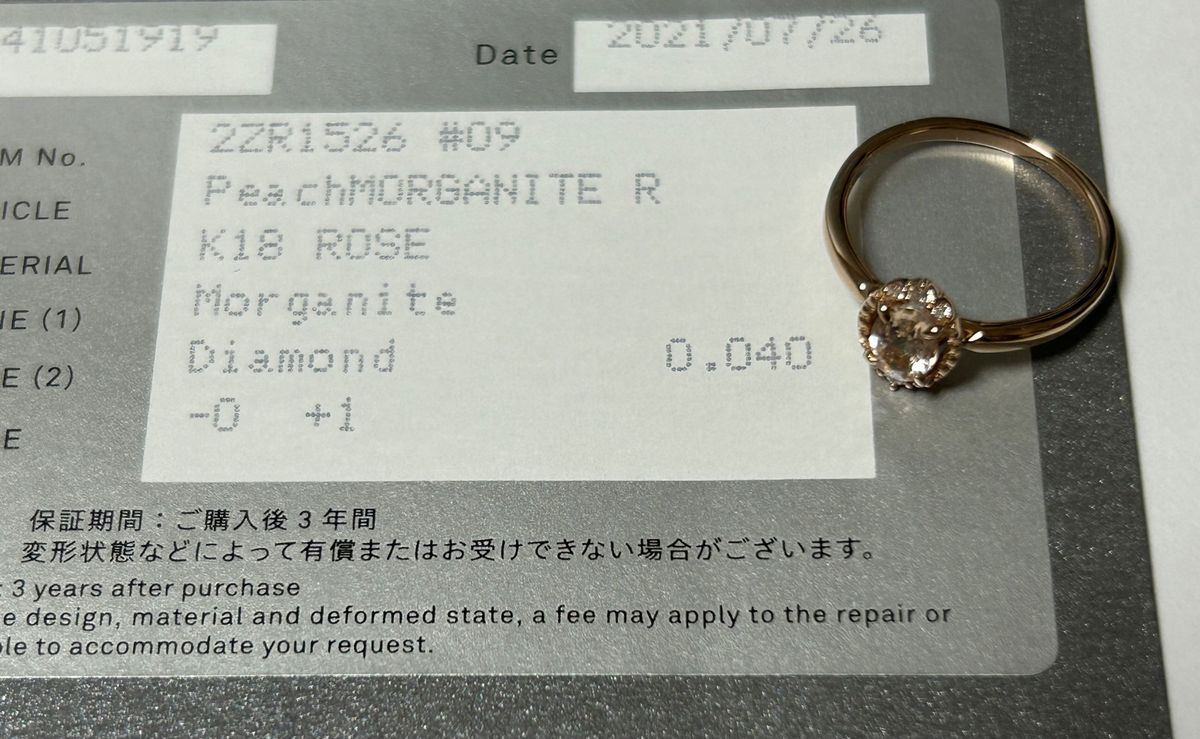 41051919
Date 2021/07/26
M No. 2ZR1526 #09
ICLE PeachMORGANITE R
ERIAL K18 ROSE
NE (1) Morganite
E (2) Diamond 0.040
E -0 +1
保証期間：ご購入後3年間
変形状態などによって有償またはお受けできない場合がございます。
: 3 years after purchase
e design, material and deformed state, a fee may apply to the repair or
ble to accommodate your request.